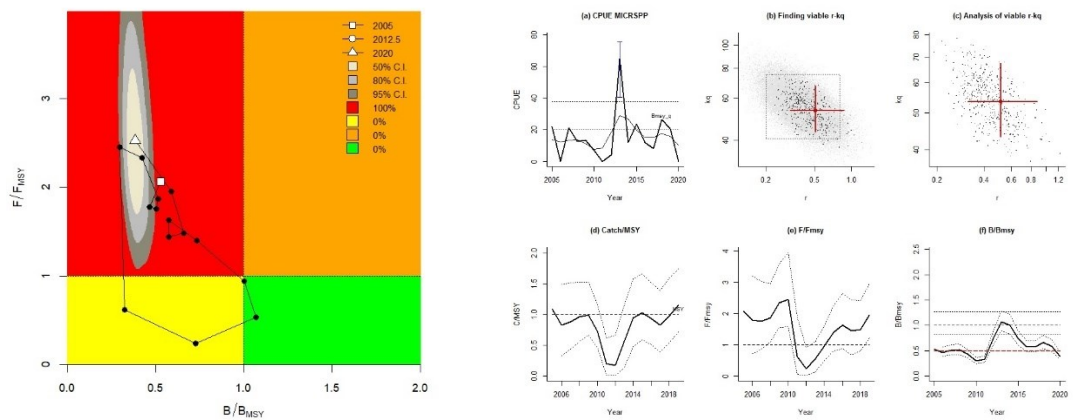 2005
2012.5
2020
50% C.I.
80% C.I.
95% C.I.
100%
0%
0%
0%
F/F_MSY
0 1 2 3
0.0 0.5 1.0 1.5 2.0
B/B_MSY
(a) CPUE MICRSPP
CPUE
0 20 40 60 80
Bmsy_s
2005 2010 2015 2020
Year
(b) Finding viable r-kq
kq
40 60 100
0.2 0.5 1.0
r
(c) Analysis of viable r-kq
kq
40 50 60 70 80
0.2 0.4 0.6 0.8 1.2
r
(d) Catch/MSY
C/MSY
0.0 0.5 1.0 1.5 2.0
MSY
2006 2010 2014 2018
Year
(e) F/Fmsy
F/Fmsy
0 1 2 3 4
2006 2010 2014 2018
Year
(f) B/Bmsy
B/Bmsy
0.0 0.5 1.0 1.5 2.0
2005 2010 2015 2020
Year